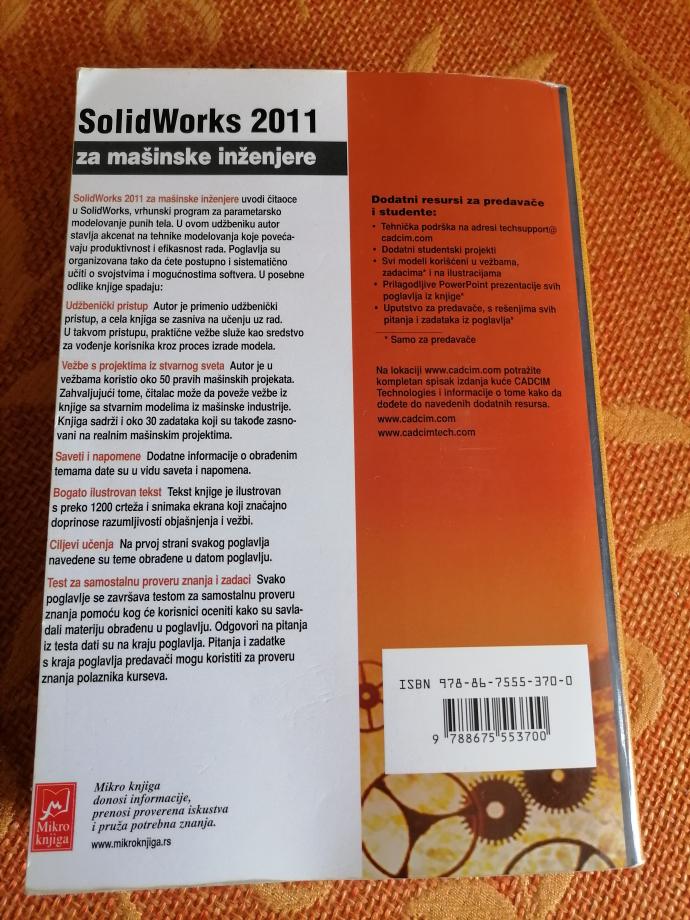 SolidWorks 2011
za mašinske inženjere
SolidWorks 2011 za mašinske inženjere uvodi čitaoce
u SolidWorks, vrhunski program za parametarsko
modelovanje punih tela. U ovom udžbeniku autor
stavlja akcenat na tehnike modelovanja koje poveća-
vaju produktivnost i efikasnost rada. Poglavlja su
organizovana tako da ćete postupno i sistematično
učiti o svojstvima i mogućnostima softvera. U posebne
odlike knjige spadaju:
Udžbenički pristup Autor je primenio udžbenički
pristup, a cela knjiga se zasniva na učenju uz rad.
U takvom pristupu, praktične vežbe služe kao sredstvo
za vođenje korisnika kroz proces izrade modela.
Vežbe s projektima iz stvarnog sveta Autor je u
vežbama koristio oko 50 pravih mašinskih projekata.
Zahvaljujući tome, čitalac može da poveže vežbe iz
knjige sa stvarnim modelima iz mašinske industrije.
Knjiga sadrži i oko 30 zadataka koji su takođe zasno-
vani na realnim mašinskim projektima.
Saveti i napomene Dodatne informacije o obrađenim
temama date su u vidu saveta i napomena.
Bogato ilustrovan tekst Tekst knjige je ilustrovan
s preko 1200 crteža i snimaka ekrana koji značajno
doprinose razumljivosti objašnjenja i vežbi.
Ciljevi učenja Na prvoj strani svakog poglavlja
navedene su teme obrađene u datom poglavlju.
Test za samostalnu proveru znanja i zadaci Svako
poglavlje se završava testom za samostalnu proveru
znanja pomoću kog će korisnici oceniti kako su savla-
dali materiju obrađenu u poglavlju. Odgovori na pitanja
iz testa dati su na kraju poglavlja. Pitanja i zadatke
s kraja poglavlja predavači mogu koristiti za proveru
znanja polaznika kurseva.
Mikro
knjiga
Mikro knjiga
donosi informacije,
prenosi proverena iskustva
i pruža potrebna znanja.
www.mikroknjiga.rs
Dodatni resursi za predavače
i studente:
• Tehnička podrška na adresi techsupport@
cadcim.com
• Dodatni studentski projekti
• Svi modeli korišćeni u vežbama,
zadacima* i na ilustracijama
• Prilagodljive PowerPoint prezentacije svih
poglavlja iz knjige*
• Uputstvo za predavače, s rešenjima svih
pitanja i zadataka iz poglavlja*
* Samo za predavače
Na lokaciji www.cadcim.com potražite
kompletan spisak izdanja kuće CADCIM
Technologies i informacije o tome kako da
dođete do navedenih dodatnih resursa.
www.cadcim.com
www.cadcimtech.com
ISBN 978-86-7555-370-0
9 788675 553700